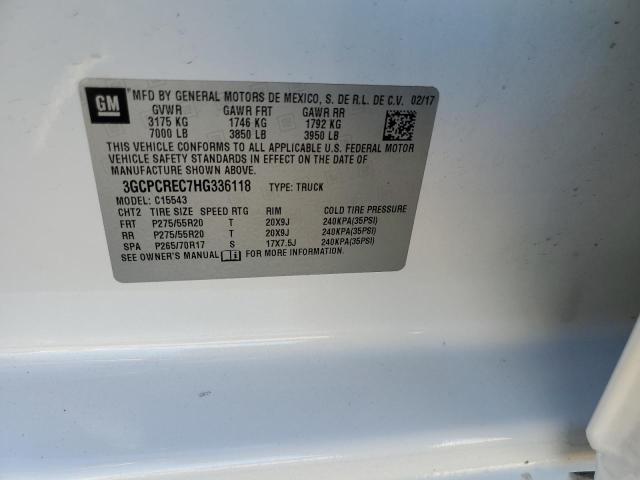 GM
MFD BY GENERAL MOTORS DE MEXICO, S. DE R.L. DE C.V. 02/17
GVWR GAWR FRT GAWR RR
3175 KG 1746 KG 1792 KG
7000 LB 3850 LB 3950 LB
THIS VEHICLE CONFORMS TO ALL APPLICABLE U.S. FEDERAL MOTOR
VEHICLE SAFETY STANDARDS IN EFFECT ON THE DATE OF
MANUFACTURE SHOWN ABOVE.
3GCPCREC7HG336118 TYPE: TRUCK
MODEL: C15543
CHT2 TIRE SIZE SPEED RTG RIM COLD TIRE PRESSURE
FRT P275/55R20 T 20X9J 240KPA(35PSI)
RR P275/55R20 T 20X9J 240KPA(35PSI)
SPA P265/70R17 S 17X7.5J 240KPA(35PSI)
SEE OWNER'S MANUAL FOR MORE INFORMATION.